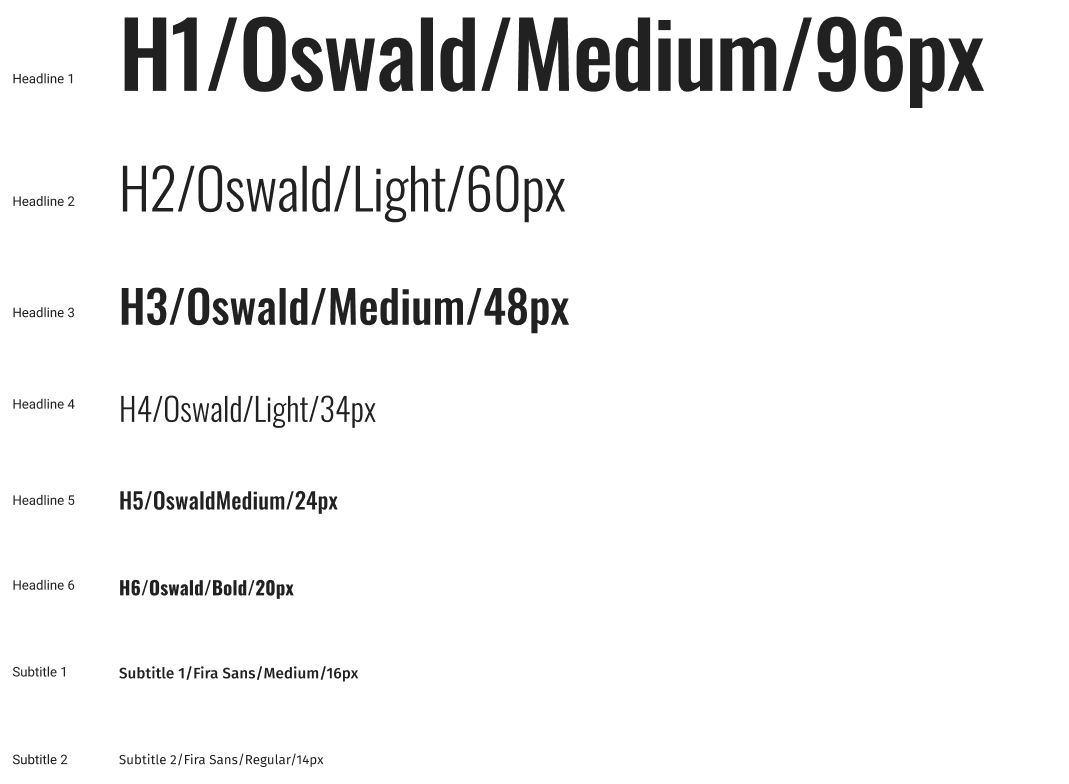 Headline 1 H1/Oswald/Medium/96px
Headline 2 H2/Oswald/Light/60px
Headline 3 H3/Oswald/Medium/48px
Headline 4 H4/Oswald/Light/34px
Headline 5 H5/OswaldMedium/24px
Headline 6 H6/Oswald/Bold/20px
Subtitle 1 Subtitle 1/Fira Sans/Medium/16px
Subtitle 2 Subtitle 2/Fira Sans/Regular/14px